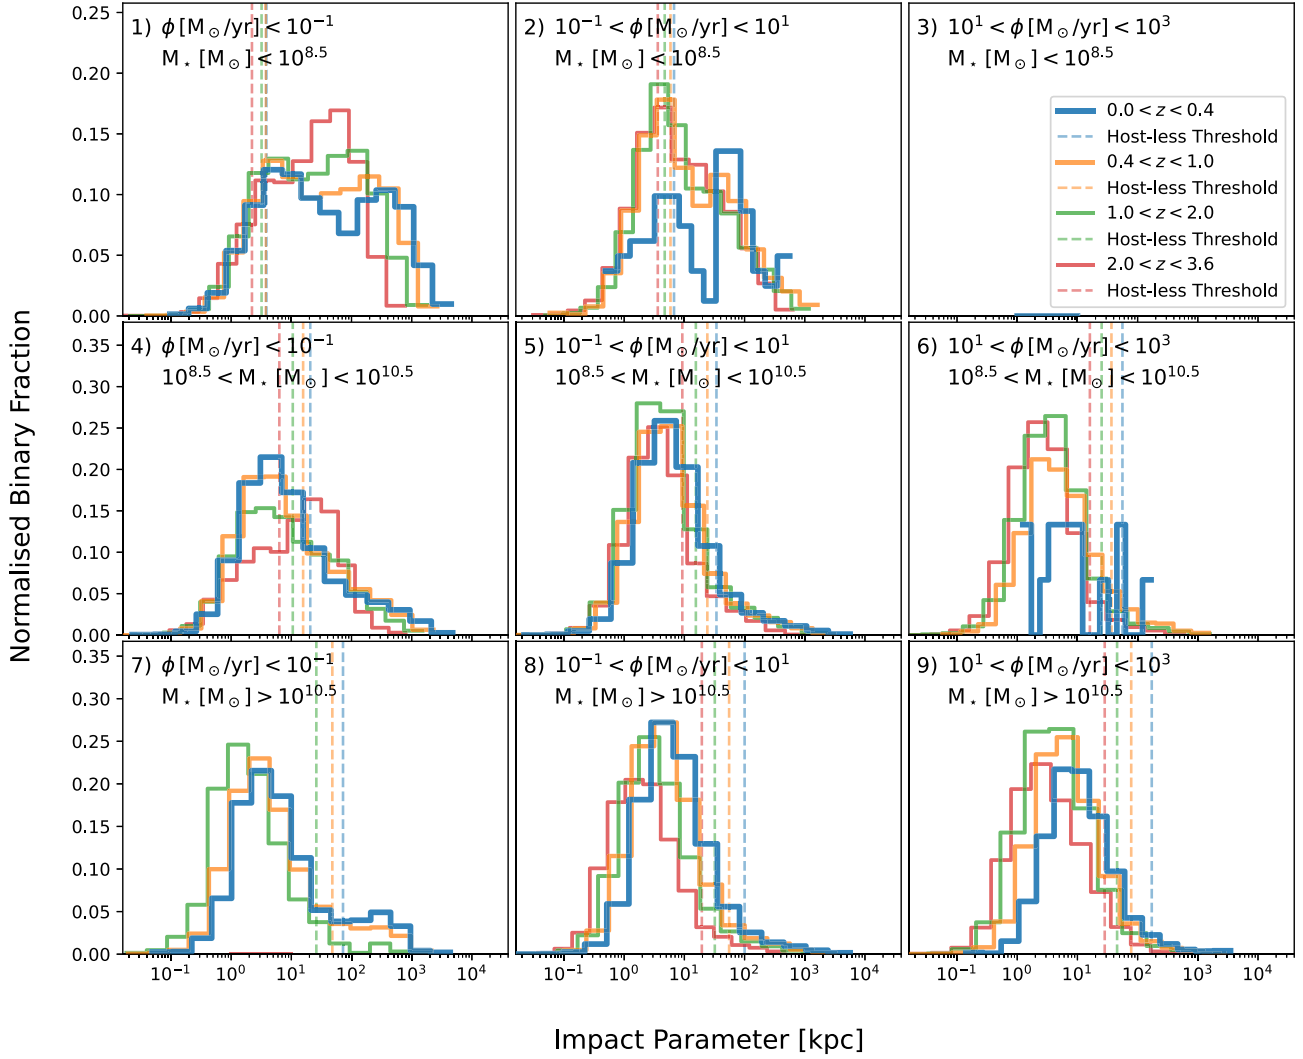 1) ϕ [M⊙/yr] < 10⁻¹
M⋆ [M⊙] < 10^8.5
2) 10⁻¹ < ϕ [M⊙/yr] < 10¹
M⋆ [M⊙] < 10^8.5
3) 10¹ < ϕ [M⊙/yr] < 10³
M⋆ [M⊙] < 10^8.5
0.25
0.20
0.15
0.10
0.05
0.00
0.0 < z < 0.4
Host-less Threshold
0.4 < z < 1.0
Host-less Threshold
1.0 < z < 2.0
Host-less Threshold
2.0 < z < 3.6
Host-less Threshold
4) ϕ [M⊙/yr] < 10⁻¹
10^8.5 < M⋆ [M⊙] < 10^10.5
5) 10⁻¹ < ϕ [M⊙/yr] < 10¹
10^8.5 < M⋆ [M⊙] < 10^10.5
6) 10¹ < ϕ [M⊙/yr] < 10³
10^8.5 < M⋆ [M⊙] < 10^10.5
0.35
0.30
0.25
0.20
0.15
0.10
0.05
0.00
7) ϕ [M⊙/yr] < 10⁻¹
M⋆ [M⊙] > 10^10.5
8) 10⁻¹ < ϕ [M⊙/yr] < 10¹
M⋆ [M⊙] > 10^10.5
9) 10¹ < ϕ [M⊙/yr] < 10³
M⋆ [M⊙] > 10^10.5
0.35
0.30
0.25
0.20
0.15
0.10
0.05
0.00
10⁻¹ 10⁰ 10¹ 10² 10³ 10⁴
10⁻¹ 10⁰ 10¹ 10² 10³ 10⁴
10⁻¹ 10⁰ 10¹ 10² 10³ 10⁴
Normalised Binary Fraction
Impact Parameter [kpc]